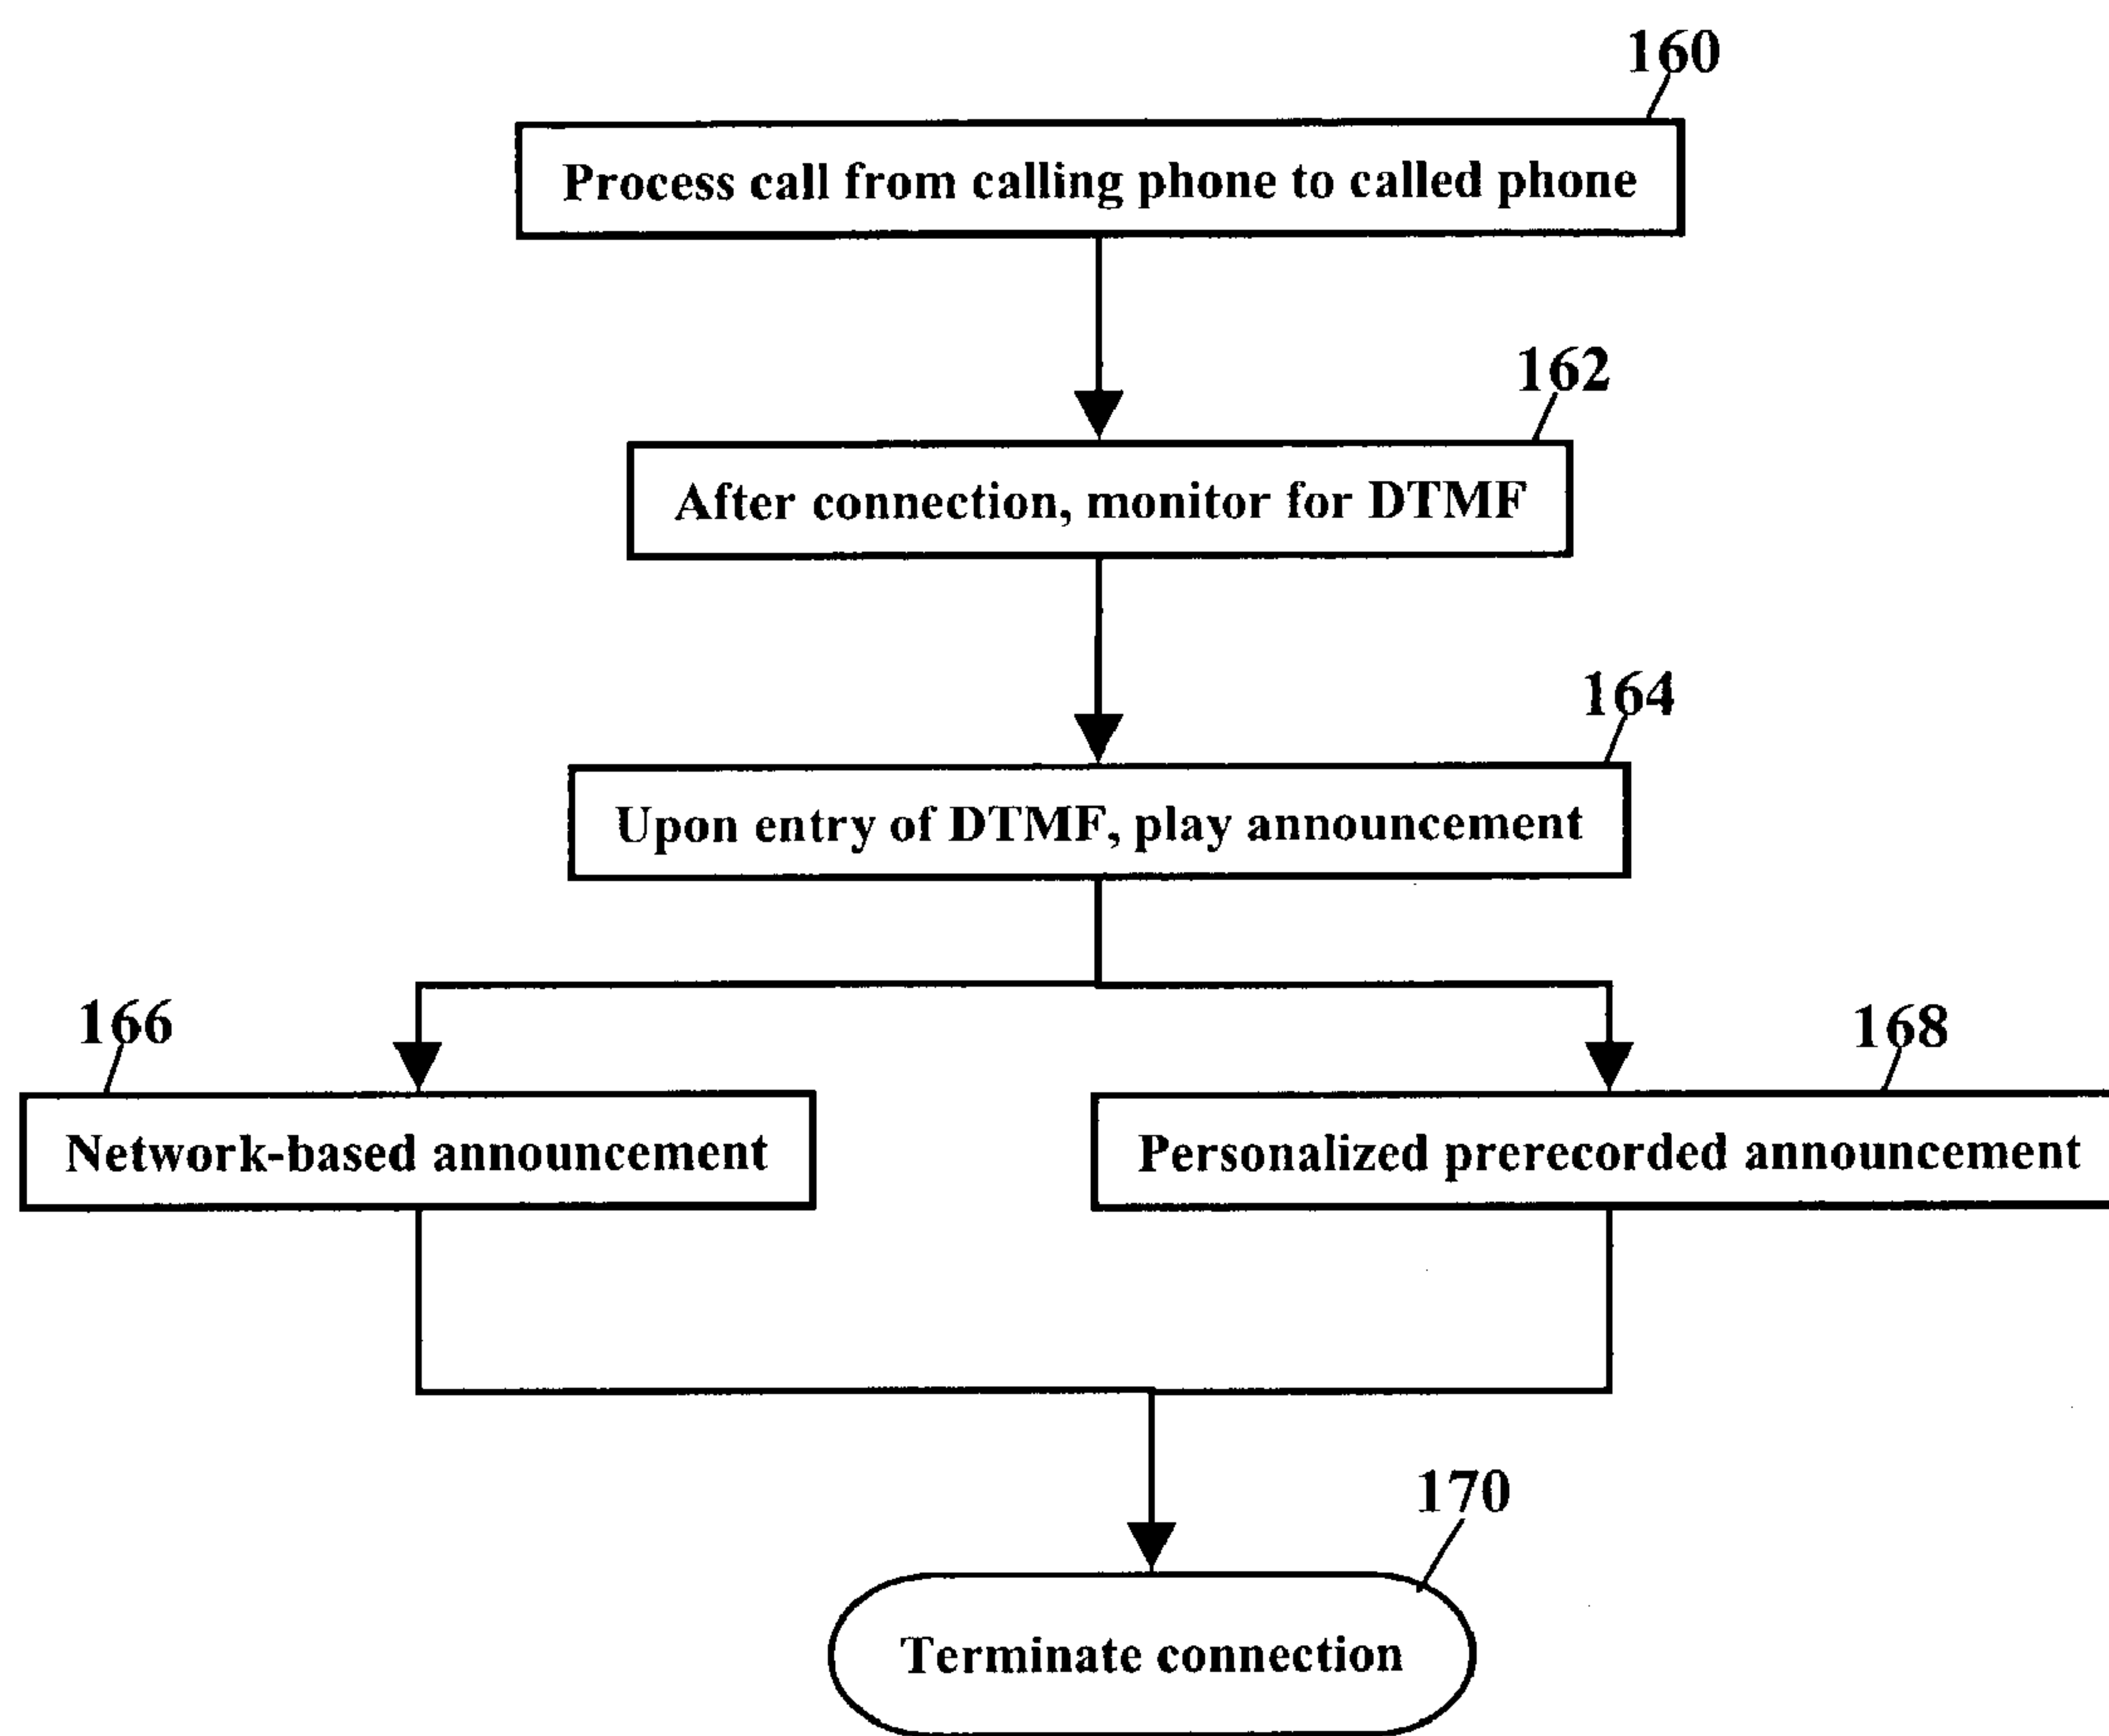 160
Process call from calling phone to called phone
162
After connection, monitor for DTMF
164
Upon entry of DTMF, play announcement
166
168
Network-based announcement
Personalized prerecorded announcement
170
Terminate connection